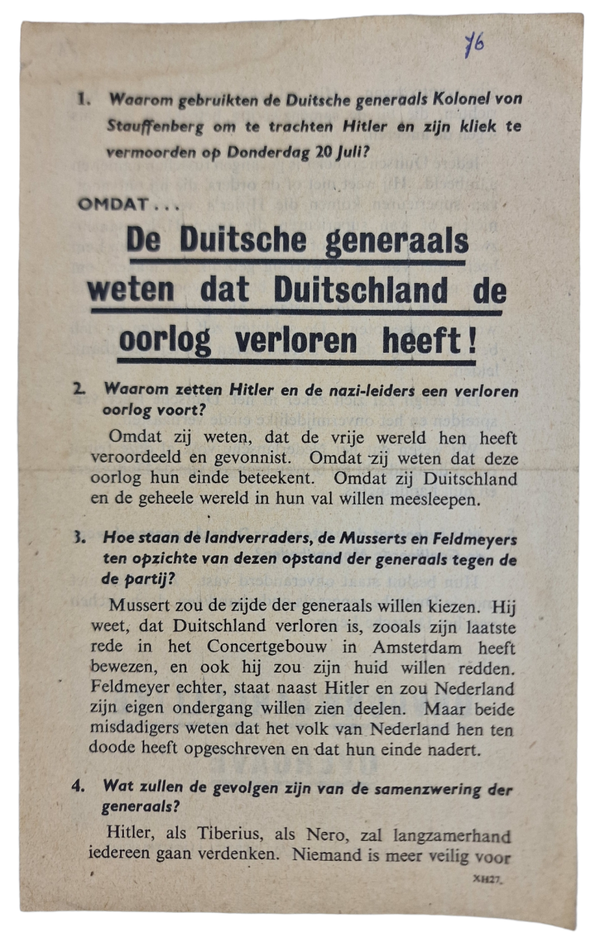 76
1. Waarom gebruikten de Duitsche generaals Kolonel von
Stauffenberg om te trachten Hitler en zijn kliek te
vermoorden op Donderdag 20 Juli?
OMDAT...
De Duitsche generaals
weten dat Duitschland de
oorlog verloren heeft!
2. Waarom zetten Hitler en de nazi-leiders een verloren
oorlog voort?
Omdat zij weten, dat de vrije wereld hen heeft
veroordeeld en gevonnist. Omdat zij weten dat deze
oorlog hun einde beteekent. Omdat zij Duitschland
en de geheele wereld in hun val willen meesleepen.
3. Hoe staan de landverraders, de Musserts en Feldmeyers
ten opzichte van dezen opstand der generaals tegen de
de partij?
Mussert zou de zijde der generaals willen kiezen. Hij
weet, dat Duitschland verloren is, zooals zijn laatste
rede in het Concertgebouw in Amsterdam heeft
bewezen, en ook hij zou zijn huid willen redden.
Feldmeyer echter, staat naast Hitler en zou Nederland
zijn eigen ondergang willen zien deelen. Maar beide
misdadigers weten dat het volk van Nederland hen ten
doode heeft opgeschreven en dat hun einde nadert.
4. Wat zullen de gevolgen zijn van de samenzwering der
generaals?
Hitler, als Tiberius, als Nero, zal langzamerhand
iedereen gaan verdenken. Niemand is meer veilig voor
XH27.